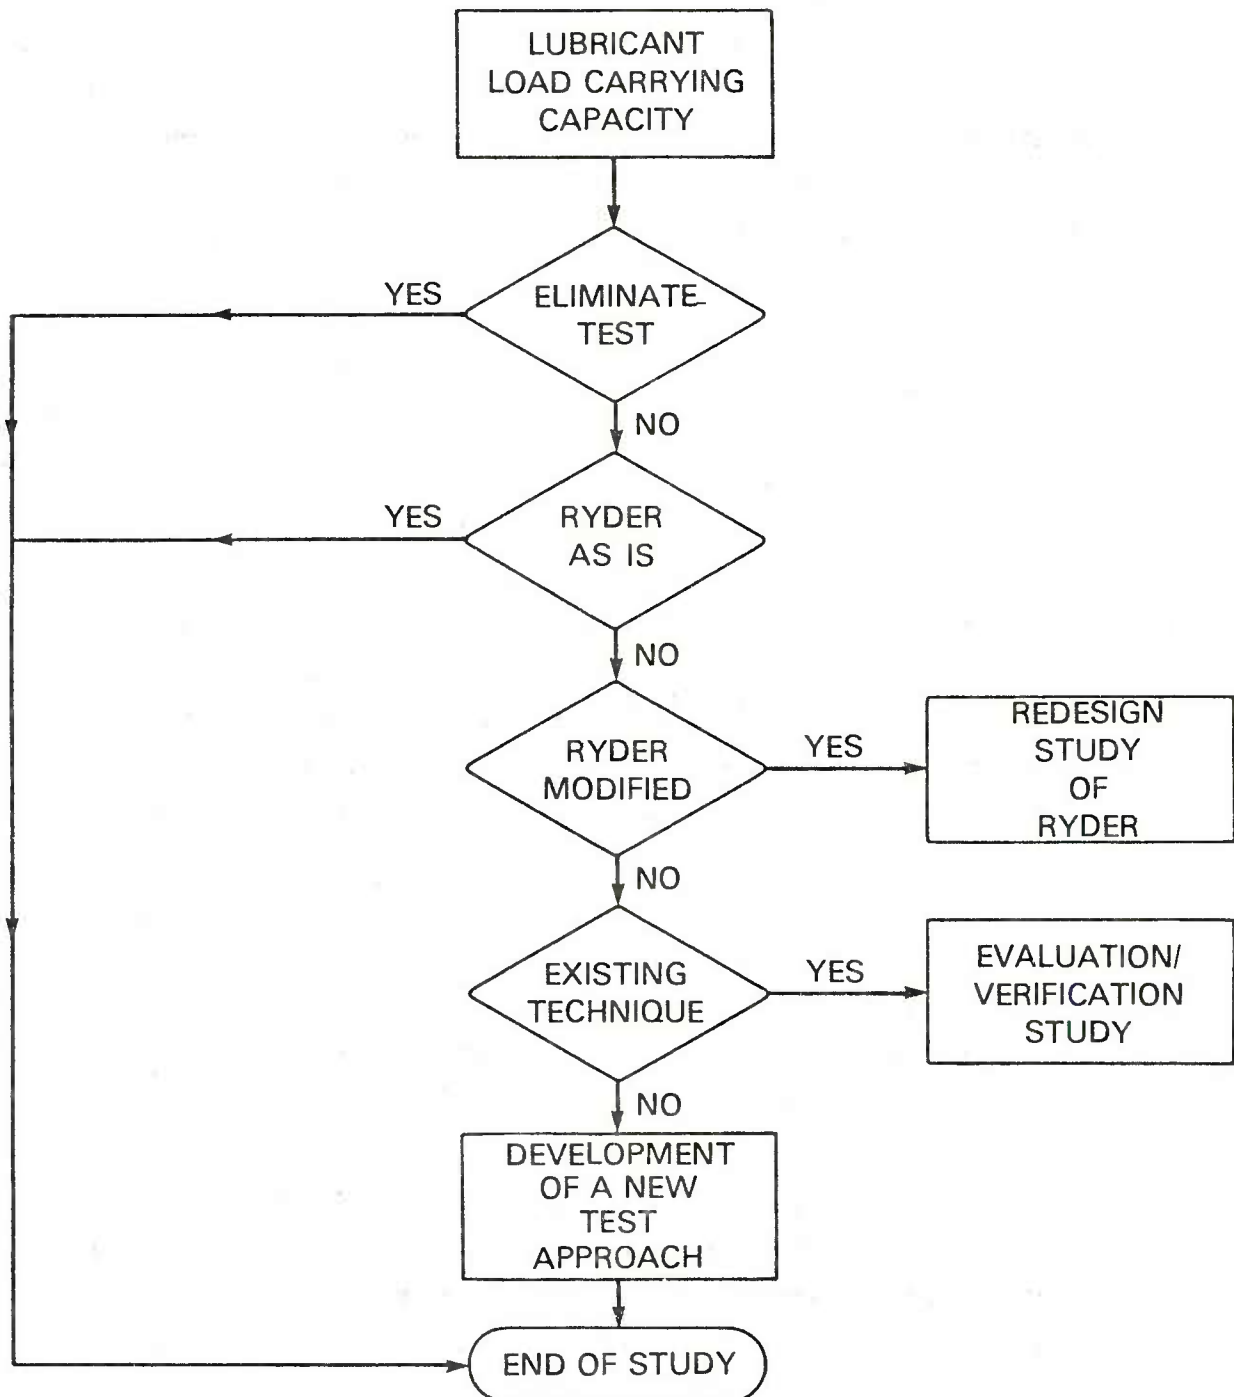 LUBRICANT
LOAD CARRYING
CAPACITY
YES
ELIMINATE
TEST
NO
YES
RYDER
AS IS
NO
RYDER
MODIFIED
YES
REDESIGN
STUDY
OF
RYDER
NO
EXISTING
TECHNIQUE
YES
EVALUATION/
VERIFICATION
STUDY
NO
DEVELOPMENT
OF A NEW
TEST
APPROACH
END OF STUDY